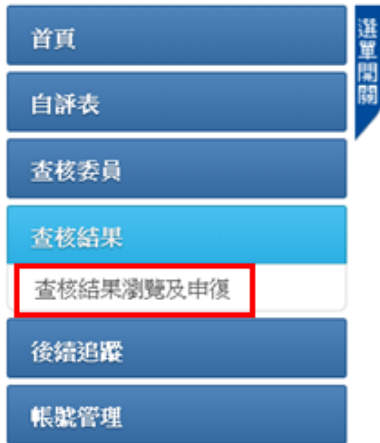 首頁
選單開關
自評表
查核委員
查核結果
查核結果瀏覽及申復
後續追蹤
帳號管理